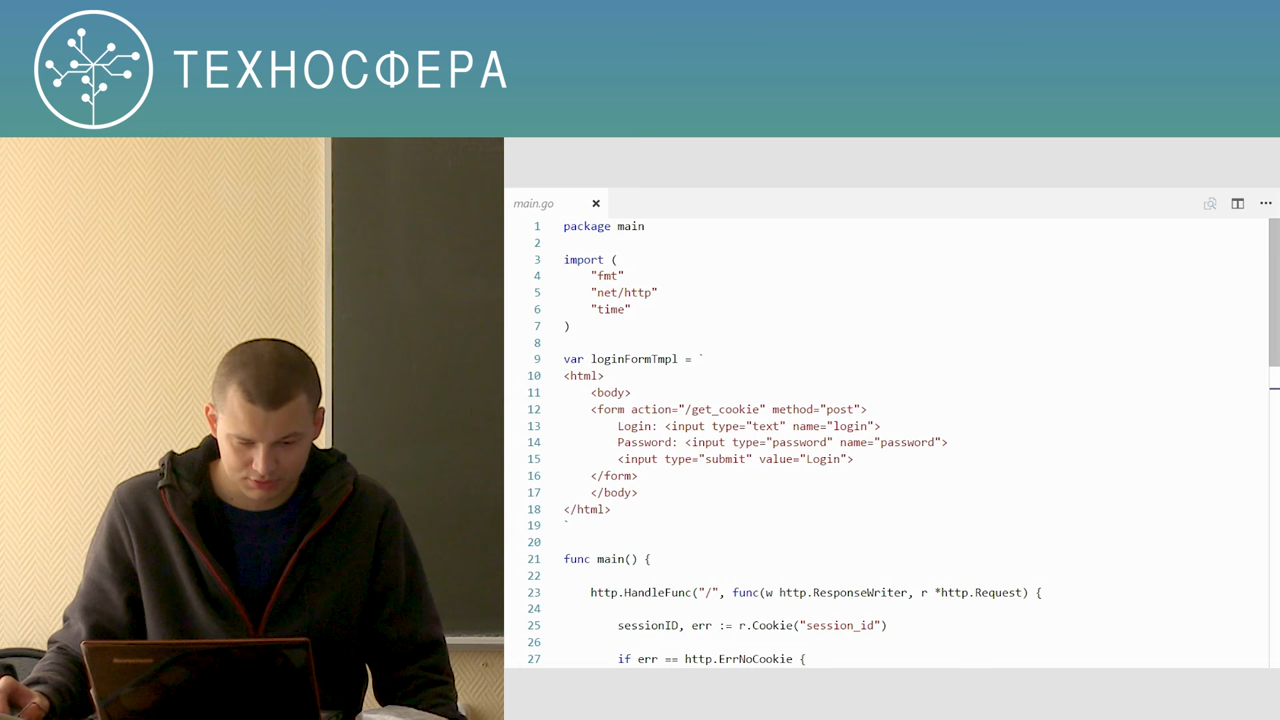 ТЕХНОСФЕРА
main.go
1 package main
2
3 import (
4 "fmt"
5 "net/http"
6 "time"
7 )
8
9 var loginFormTmpl = `
10 <html>
11 <body>
12 <form action="/get_cookie" method="post">
13 Login: <input type="text" name="login">
14 Password: <input type="password" name="password">
15 <input type="submit" value="Login">
16 </form>
17 </body>
18 </html>
19 `
20
21 func main() {
22
23 http.HandleFunc("/", func(w http.ResponseWriter, r *http.Request) {
24
25 sessionID, err := r.Cookie("session_id")
26
27 if err == http.ErrNoCookie {